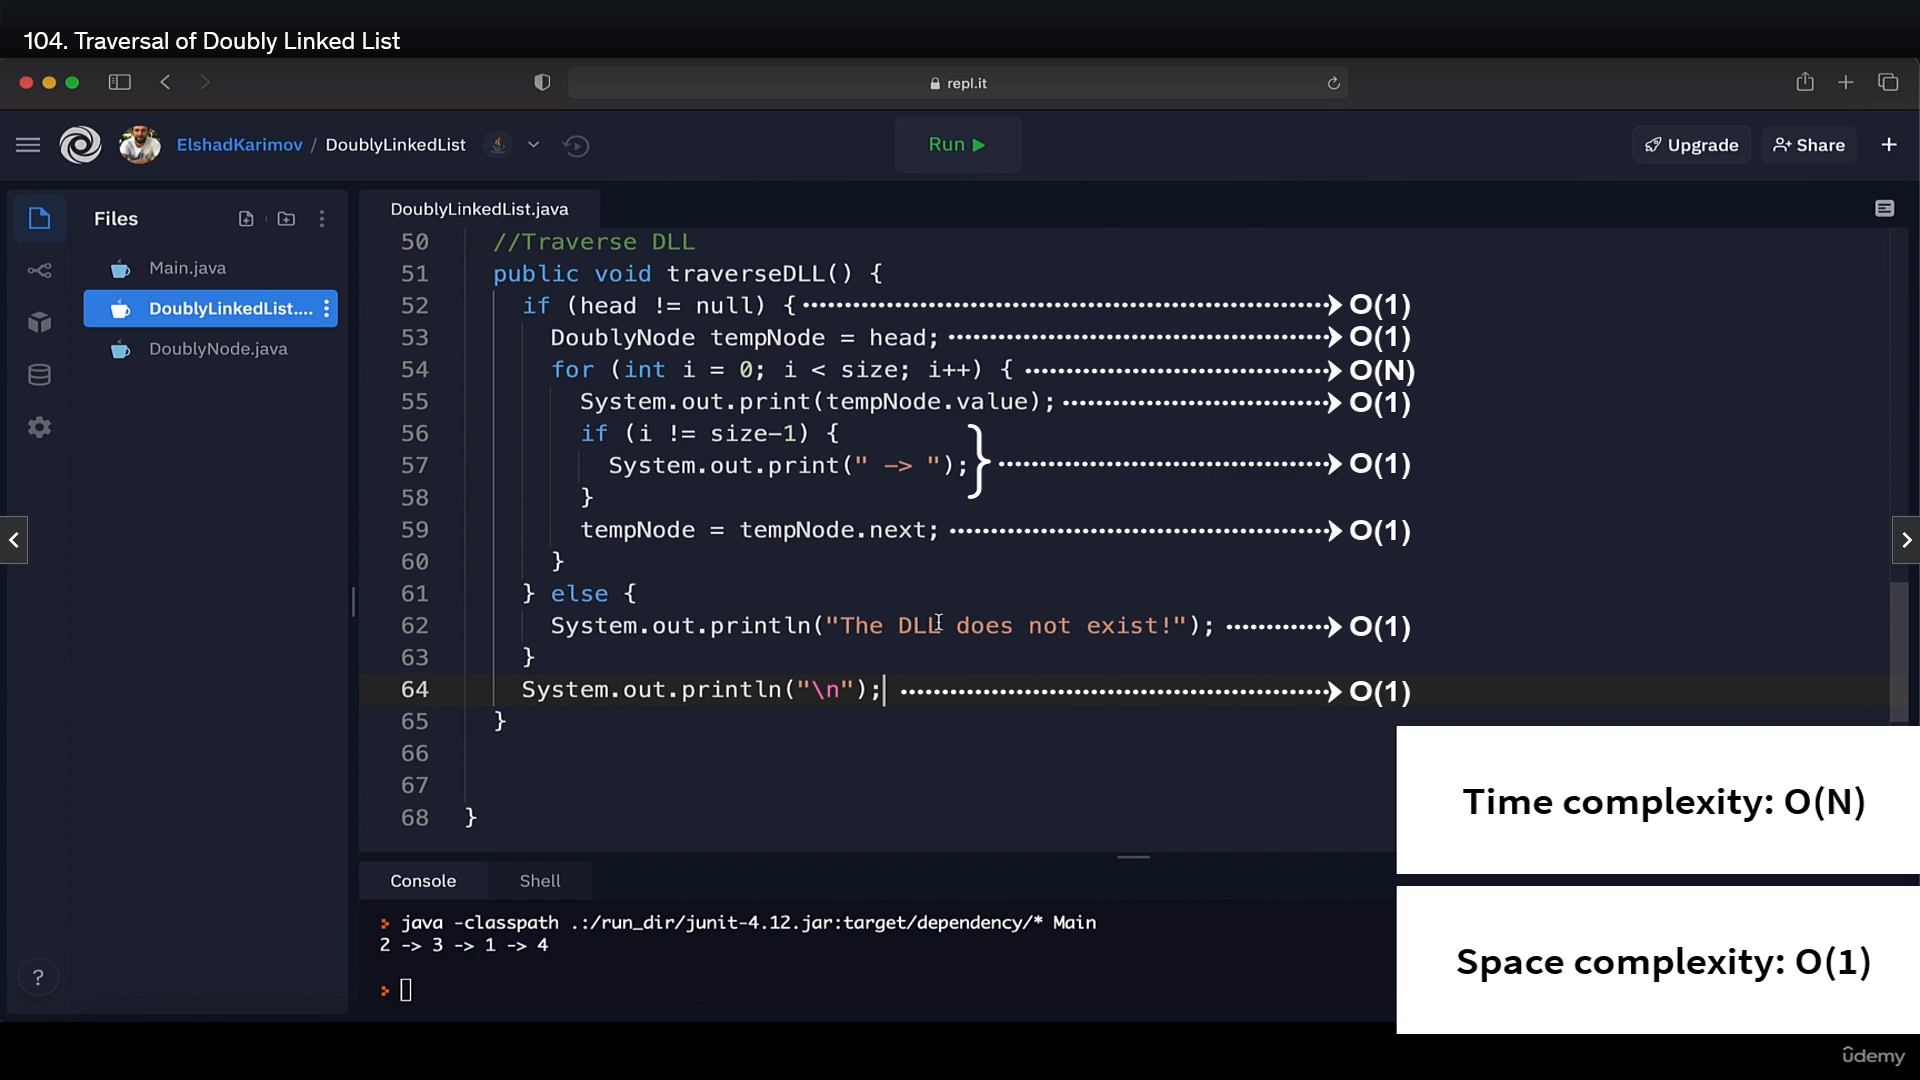 104. Traversal of Doubly Linked List
repl.it
ElshadKarimov / DoublyLinkedList
Run
Upgrade
Share
Files
Main.java
DoublyLinkedList....
DoublyNode.java
DoublyLinkedList.java
50 //Traverse DLL
51 public void traverseDLL() {
52 if (head != null) { O(1)
53 DoublyNode tempNode = head; O(1)
54 for (int i = 0; i < size; i++) { O(N)
55 System.out.print(tempNode.value); O(1)
56 if (i != size-1) {
57 System.out.print(" -> "); } O(1)
58 }
59 tempNode = tempNode.next; O(1)
60 }
61 } else {
62 System.out.println("The DLL does not exist!"); O(1)
63 }
64 System.out.println("\n"); O(1)
65 }
66
67
68 }
Time complexity: O(N)
Space complexity: O(1)
Console Shell
> java -classpath .:/run_dir/junit-4.12.jar:target/dependency/* Main
2 -> 3 -> 1 -> 4
>
?
ûdemy